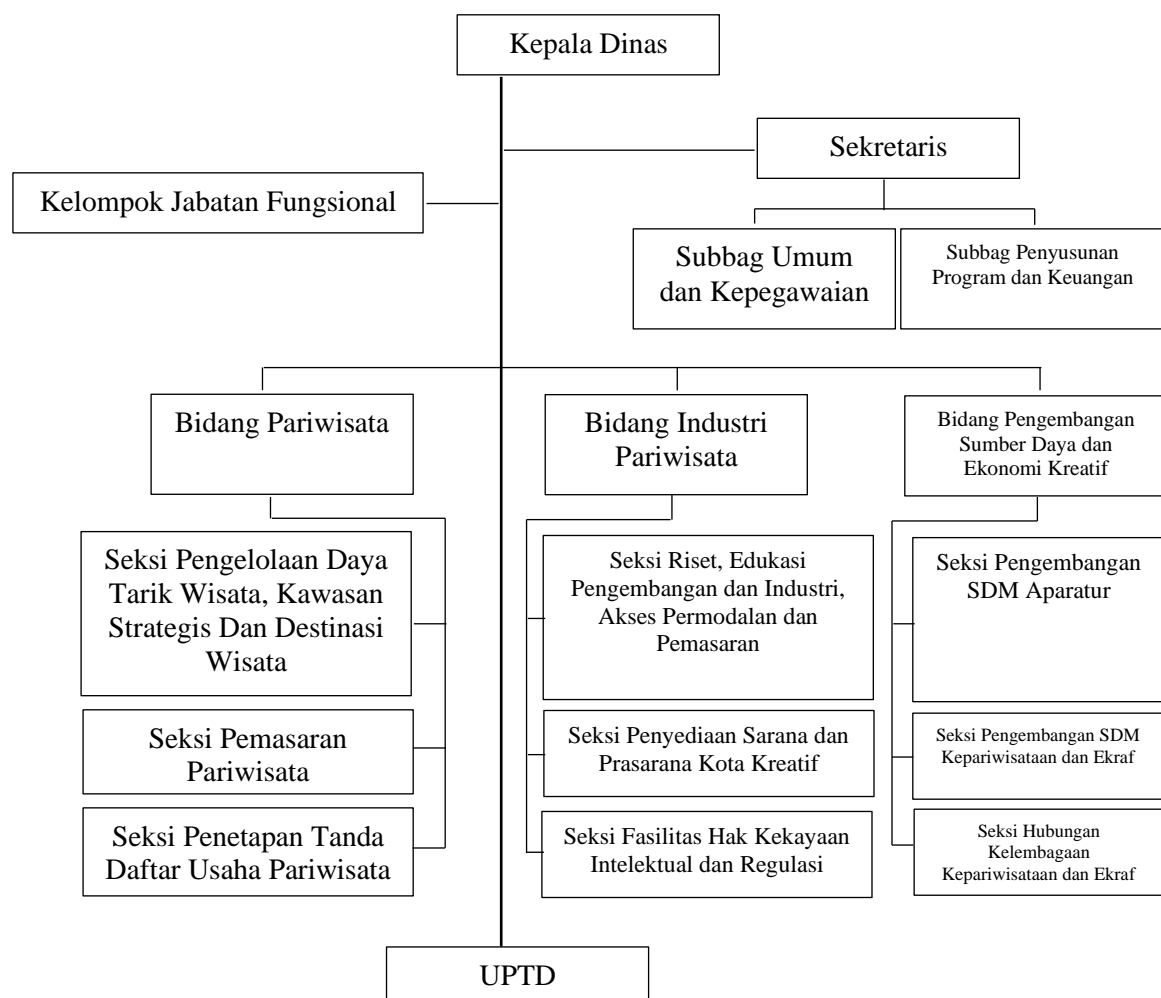 Kepala Dinas
Sekretaris
Kelompok Jabatan Fungsional
Subbag Umum
dan Kepegawaian
Subbag Penyusunan
Program dan Keuangan
Bidang Pariwisata
Bidang Industri
Pariwisata
Bidang Pengembangan
Sumber Daya dan
Ekonomi Kreatif
Seksi Pengelolaan Daya
Tarik Wisata, Kawasan
Strategis Dan Destinasi
Wisata
Seksi Riset, Edukasi
Pengembangan dan Industri,
Akses Permodalan dan
Pemasaran
Seksi Pengembangan
SDM Aparatur
Seksi Pemasaran
Pariwisata
Seksi Penyediaan Sarana dan
Prasarana Kota Kreatif
Seksi Pengembangan SDM
Kepariwisataan dan Ekraf
Seksi Penetapan Tanda
Daftar Usaha Pariwisata
Seksi Fasilitas Hak Kekayaan
Intelektual dan Regulasi
Seksi Hubungan
Kelembagaan
Kepariwisataan dan Ekraf
UPTD